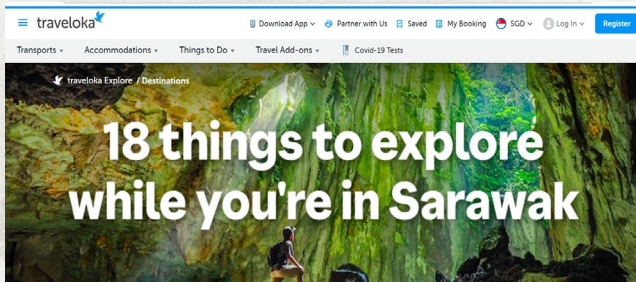 traveloka
Download App
Partner with Us
Saved
My Booking
SGD
Log In
Register
Transports
Accommodations
Things to Do
Travel Add-ons
Covid-19 Tests
traveloka Explore / Destinations
18 things to explore
while you're in Sarawak